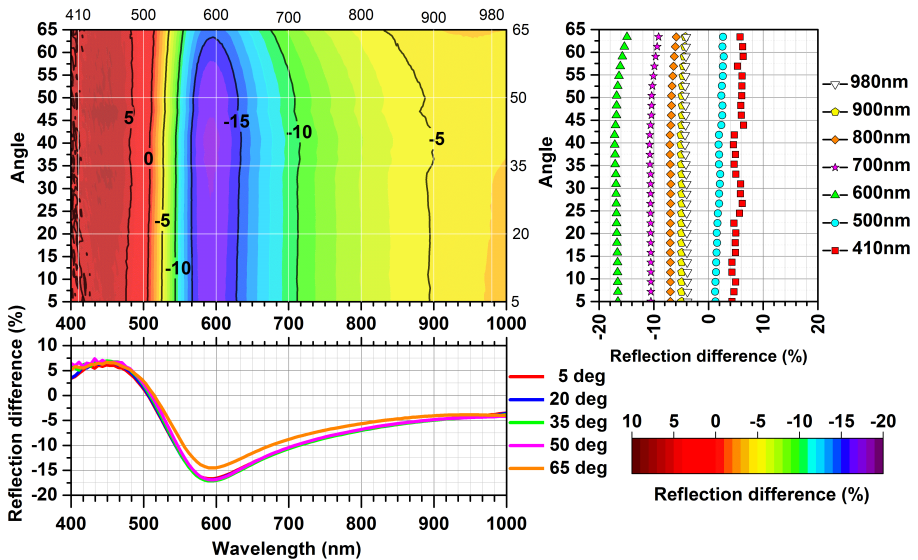 410 500 600 700 800 900 980
65 60 55 50 45 40 35 30 25 20 15 10 5
Angle
65 50 35 20 5
5 0 -5 -10 -15 -10 -5
400 500 600 700 800 900 1000
65 60 55 50 45 40 35 30 25 20 15 10 5
Angle
-20 -10 0 10 20
Reflection difference (%)
980nm
900nm
800nm
700nm
600nm
500nm
410nm
10 5 0 -5 -10 -15 -20
Reflection difference (%)
400 500 600 700 800 900 1000
Wavelength (nm)
5 deg
20 deg
35 deg
50 deg
65 deg
10 5 0 -5 -10 -15 -20
Reflection difference (%)